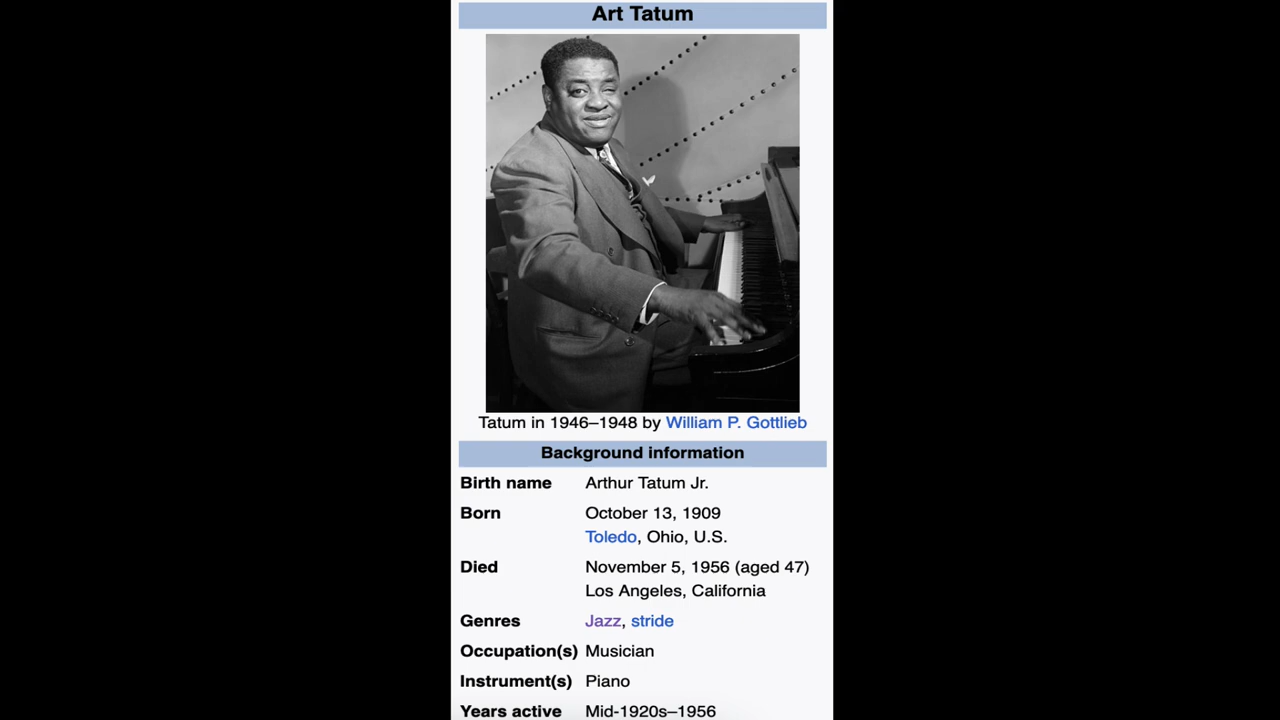 Art Tatum
Tatum in 1946–1948 by William P. Gottlieb
Background information
Birth name Arthur Tatum Jr.
Born October 13, 1909
Toledo, Ohio, U.S.
Died November 5, 1956 (aged 47)
Los Angeles, California
Genres Jazz, stride
Occupation(s) Musician
Instrument(s) Piano
Years active Mid-1920s–1956